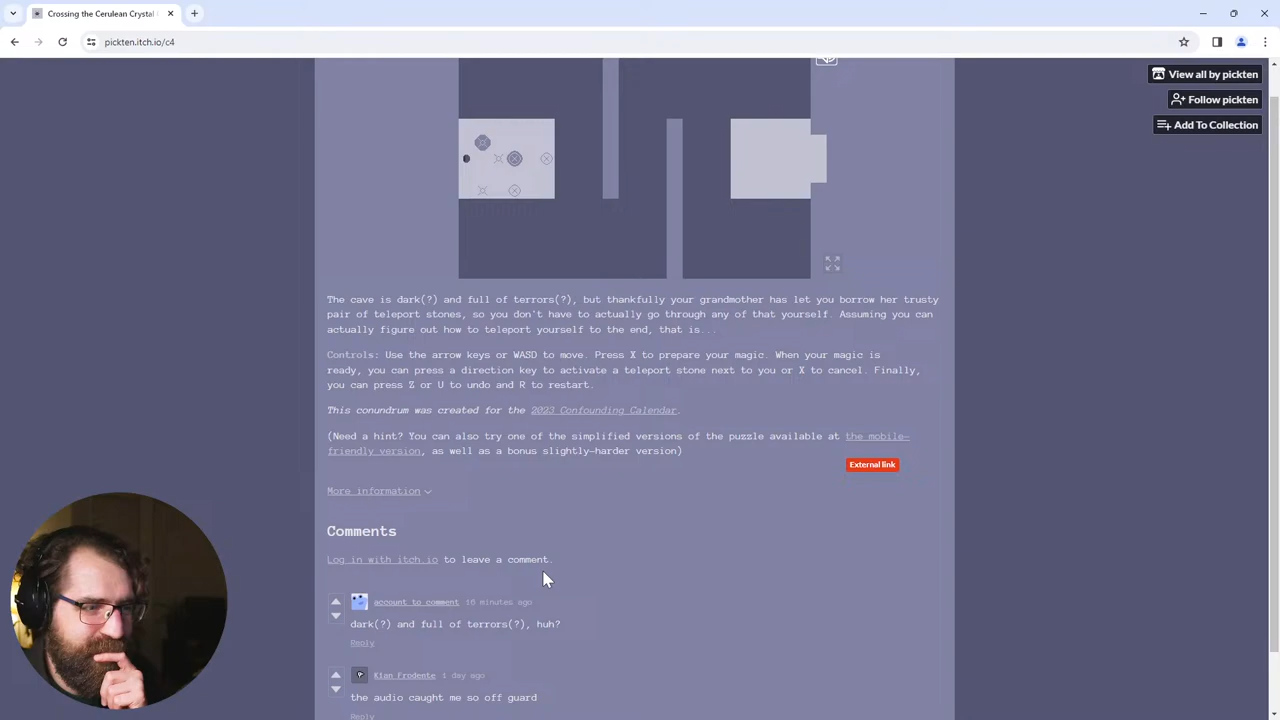 Crossing the Cerulean Crystal
pickten.itch.io/c4
View all by pickten
Follow pickten
Add To Collection
The cave is dark(?) and full of terrors(?), but thankfully your grandmother has let you borrow her trusty
pair of teleport stones, so you don't have to actually go through any of that yourself. Assuming you can
actually figure out how to teleport yourself to the end, that is...
Controls: Use the arrow keys or WASD to move. Press X to prepare your magic. When your magic is
ready, you can press a direction key to activate a teleport stone next to you or X to cancel. Finally,
you can press Z or U to undo and R to restart.
This conundrum was created for the 2023 Confounding Calendar.
(Need a hint? You can also try one of the simplified versions of the puzzle available at the mobile-
friendly version, as well as a bonus slightly-harder version)
External link
More information
Comments
Log in with itch.io to leave a comment.
account to comment 16 minutes ago
dark(?) and full of terrors(?), huh?
Reply
Kian Frodente 1 day ago
the audio caught me so off guard
Reply